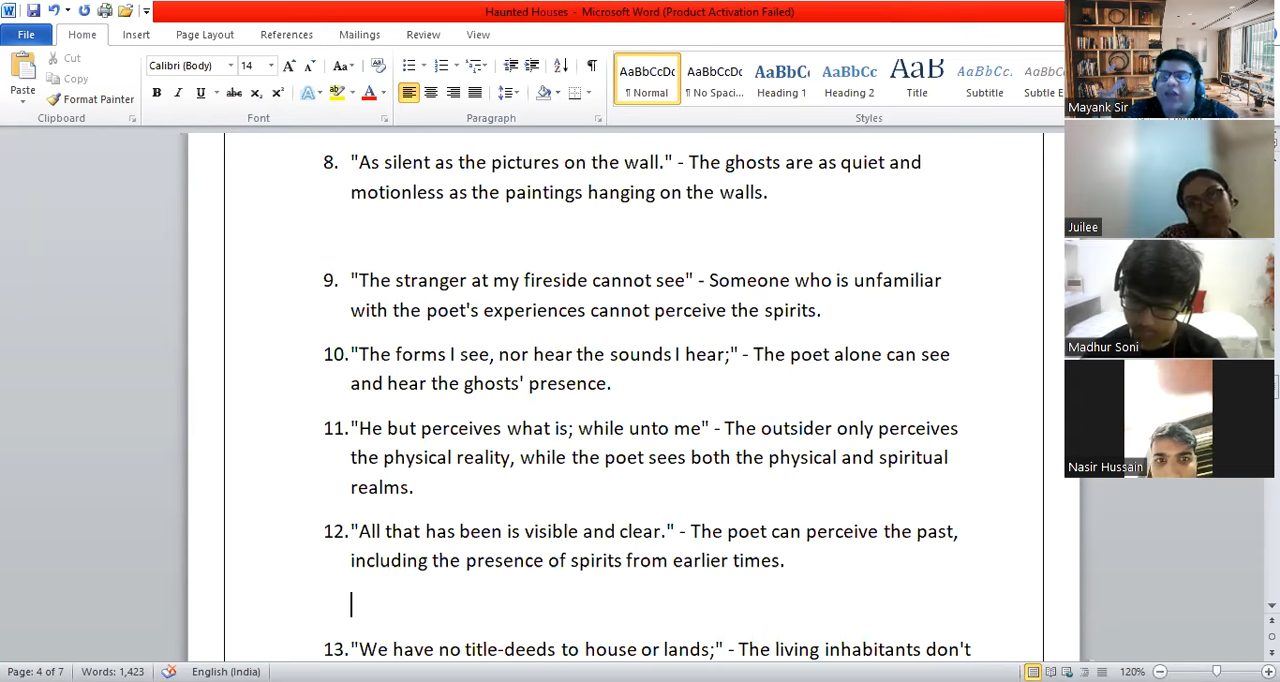 Haunted Houses - Microsoft Word (Product Activation Failed)
File Home Insert Page Layout References Mailings Review View
Paste
Cut
Copy
Format Painter
Clipboard
Calibri (Body) 14
Font
Paragraph
AaBbCcDc AaBbCcDc AaBbC AaBbCc AaB AaBbCc. AaBbC
¶ Normal ¶ No Spaci... Heading 1 Heading 2 Title Subtitle Subtle E
Styles
Mayank Sir
Juilee
Madhur Soni
Nasir Hussain
8. "As silent as the pictures on the wall." - The ghosts are as quiet and
motionless as the paintings hanging on the walls.
9. "The stranger at my fireside cannot see" - Someone who is unfamiliar
with the poet's experiences cannot perceive the spirits.
10. "The forms I see, nor hear the sounds I hear;" - The poet alone can see
and hear the ghosts' presence.
11. "He but perceives what is; while unto me" - The outsider only perceives
the physical reality, while the poet sees both the physical and spiritual
realms.
12. "All that has been is visible and clear." - The poet can perceive the past,
including the presence of spirits from earlier times.
13. "We have no title-deeds to house or lands;" - The living inhabitants don't
Page: 4 of 7 Words: 1,423 English (India) 120%